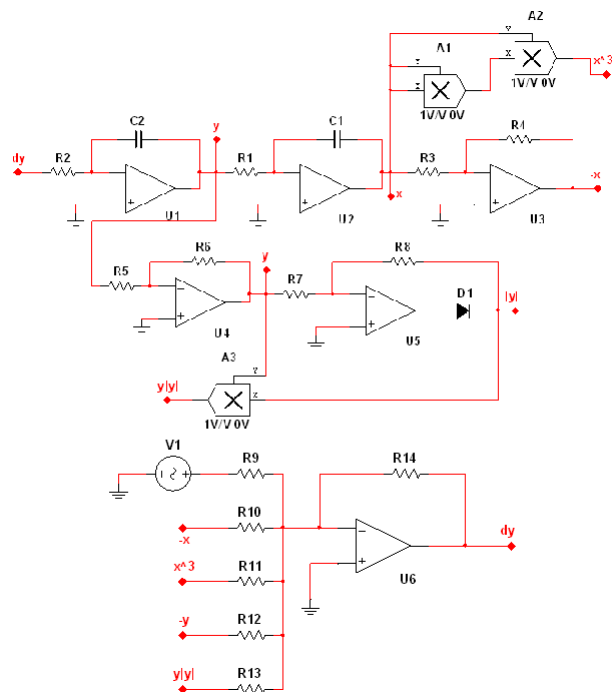 A2
A1
Y
X
x^3
1V/V 0V
Y
X
1V/V 0V
C2
y
C1
R4
dy
R2
R1
R3
x
-x
U1
U2
U3
R6
y
R8
R5
R7
D1
|y|
U4
U5
A3
Y
y|y|
X
1V/V 0V
V1
R9
R14
R10
-x
dy
x^3
R11
U6
-y
R12
y|y|
R13